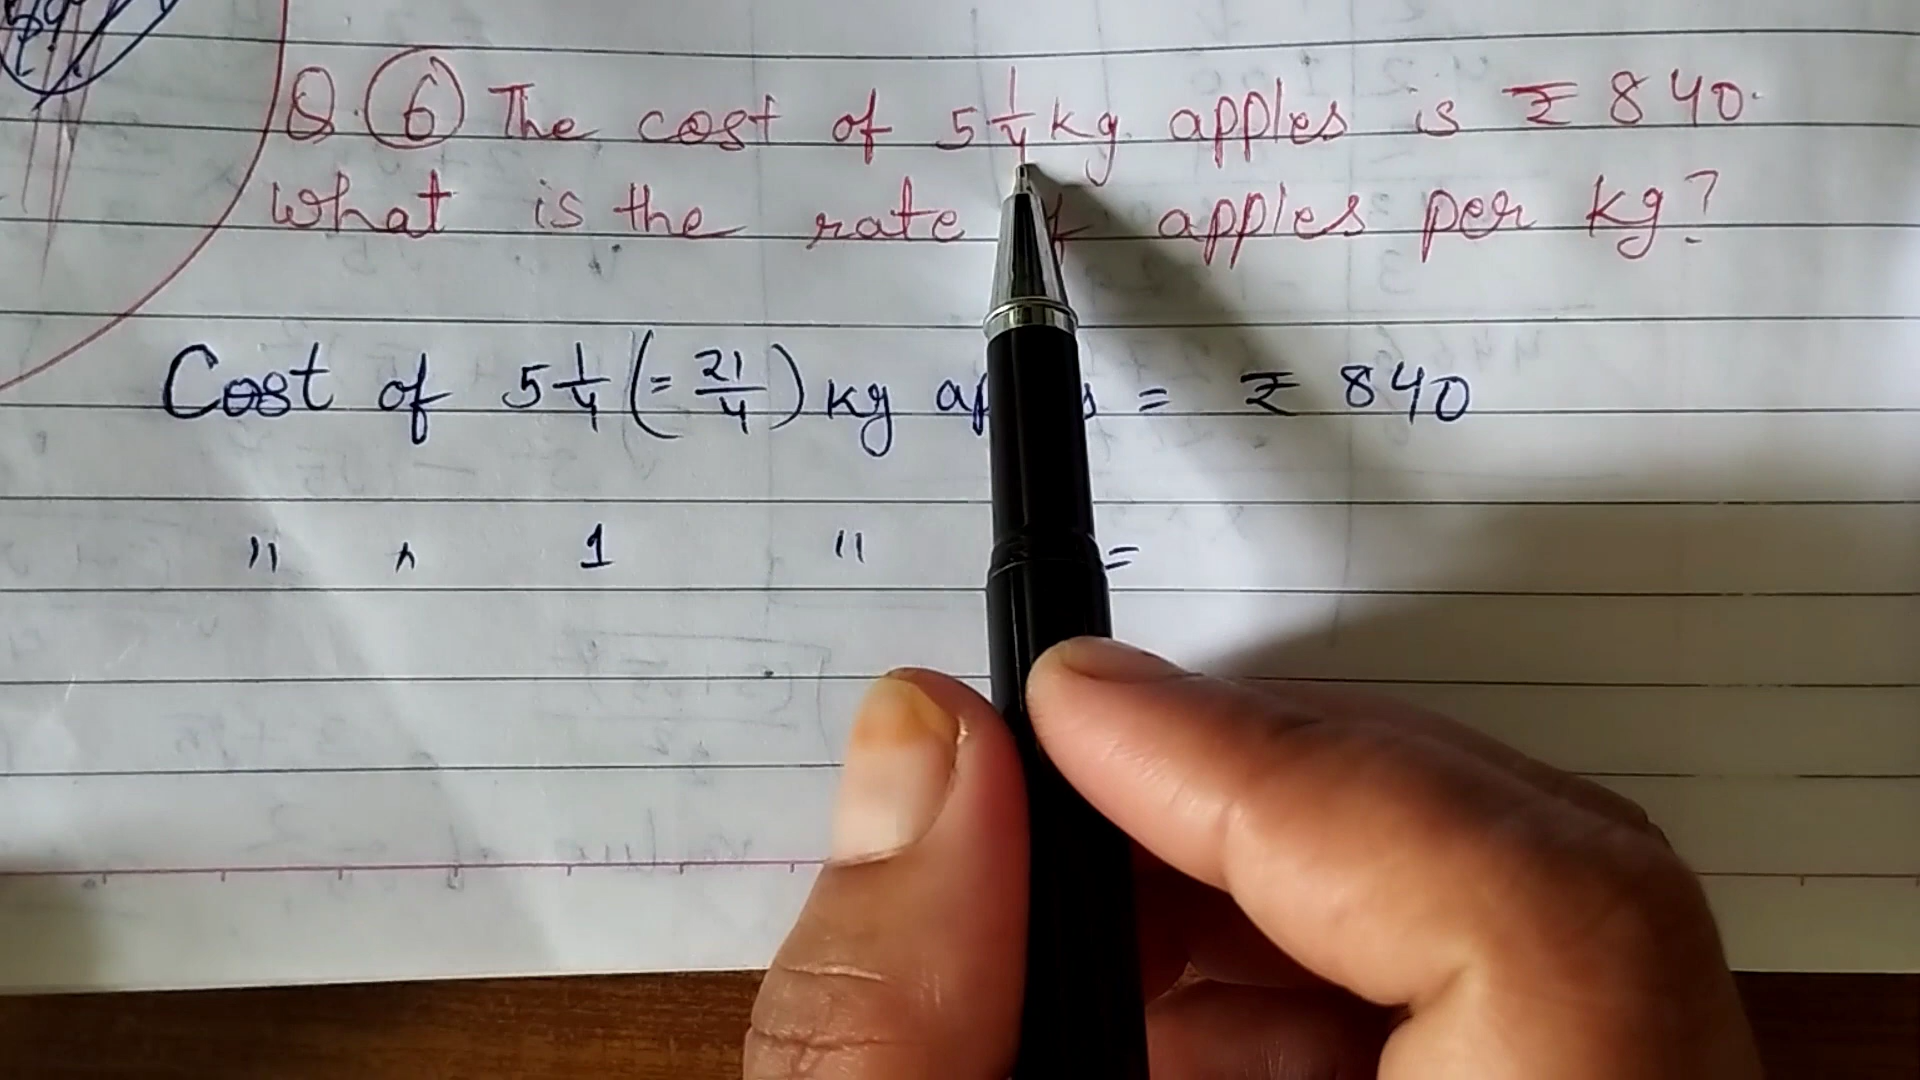 Q. 6 The cost of 5 1/4 kg apples is ₹ 840.
What is the rate apples per kg?
Cost of 5 1/4 (= 21/4) kg = ₹ 840
" " 1 " =